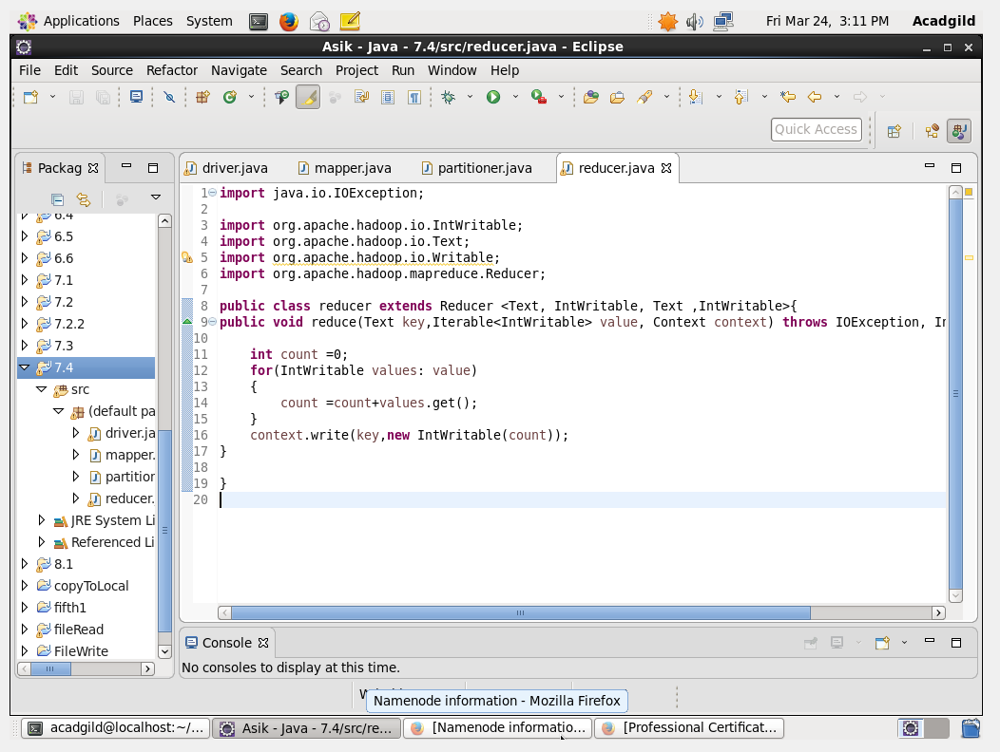 Applications Places System Fri Mar 24, 3:11 PM Acadgild
Asik - Java - 7.4/src/reducer.java - Eclipse
File Edit Source Refactor Navigate Search Project Run Window Help
Quick Access
Packag
driver.java mapper.java partitioner.java reducer.java
6.4
6.5
6.6
7.1
7.2
7.2.2
7.3
7.4
src
(default pa
driver.ja
mapper.
partition
reducer.
JRE System Li
Referenced Li
8.1
copyToLocal
fifth1
fileRead
FileWrite
1 import java.io.IOException;
2
3 import org.apache.hadoop.io.IntWritable;
4 import org.apache.hadoop.io.Text;
5 import org.apache.hadoop.io.Writable;
6 import org.apache.hadoop.mapreduce.Reducer;
7
8 public class reducer extends Reducer <Text, IntWritable, Text ,IntWritable>{
9 public void reduce(Text key,Iterable<IntWritable> value, Context context) throws IOException, In
10
11 int count =0;
12 for(IntWritable values: value)
13 {
14 count =count+values.get();
15 }
16 context.write(key,new IntWritable(count));
17 }
18
19 }
20
Console
No consoles to display at this time.
Namenode information - Mozilla Firefox
acadgild@localhost:~/... Asik - Java - 7.4/src/re... [Namenode informatio... [Professional Certificat...